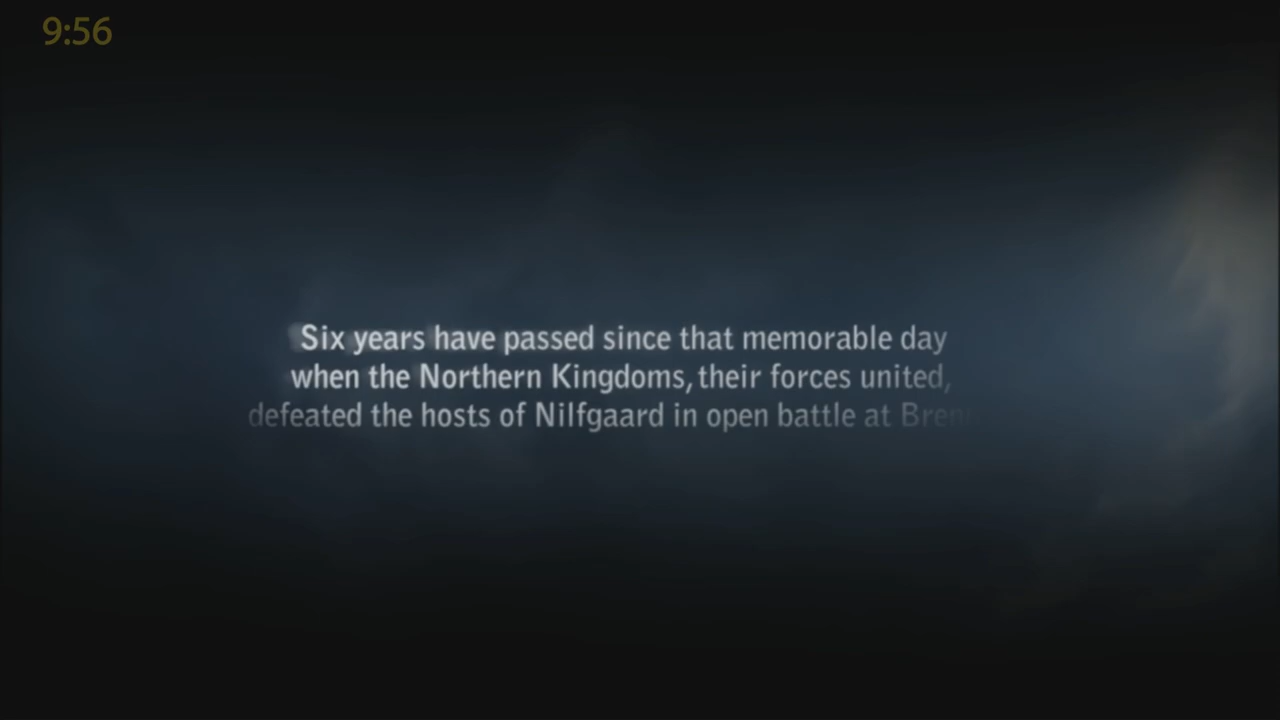 9:56
Six years have passed since that memorable day
when the Northern Kingdoms, their forces united,
defeated the hosts of Nilfgaard in open battle at